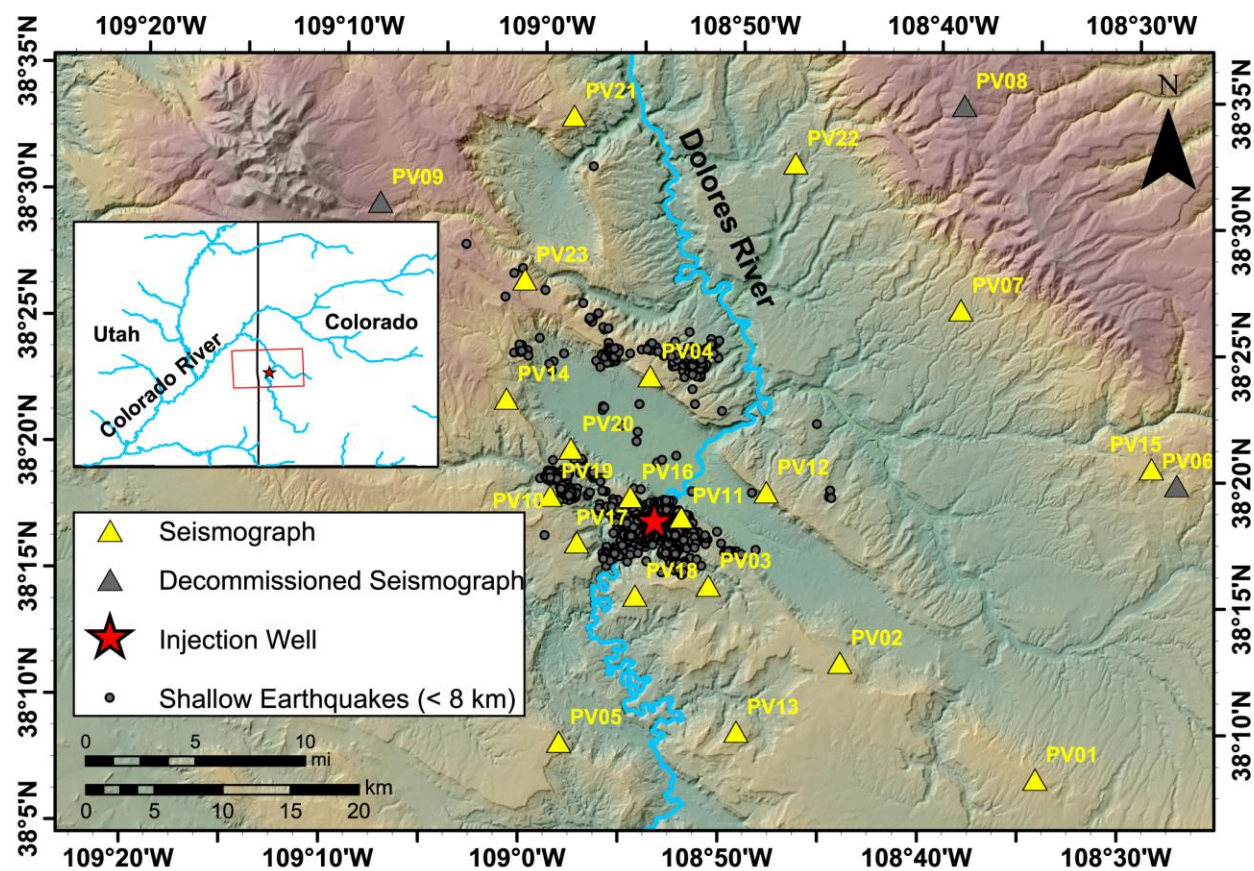 109°20'W 109°10'W 109°0'W 108°50'W 108°40'W 108°30'W
38°35'N
38°30'N
38°25'N
38°20'N
38°15'N
38°10'N
38°5'N
38°35'N
38°30'N
38°25'N
38°20'N
38°15'N
38°10'N
N
PV21
PV08
PV22
PV09
Dolores River
PV23
PV07
PV04
PV14
PV20
PV15
PV06
PV19
PV16
PV12
PV10
PV11
PV17
PV03
PV18
PV02
PV05
PV13
PV01
Utah
Colorado
Colorado River
Seismograph
Decommissioned Seismograph
Injection Well
Shallow Earthquakes (< 8 km)
0 5 10
mi
km
0 5 10 15 20
109°20'W 109°10'W 109°0'W 108°50'W 108°40'W 108°30'W